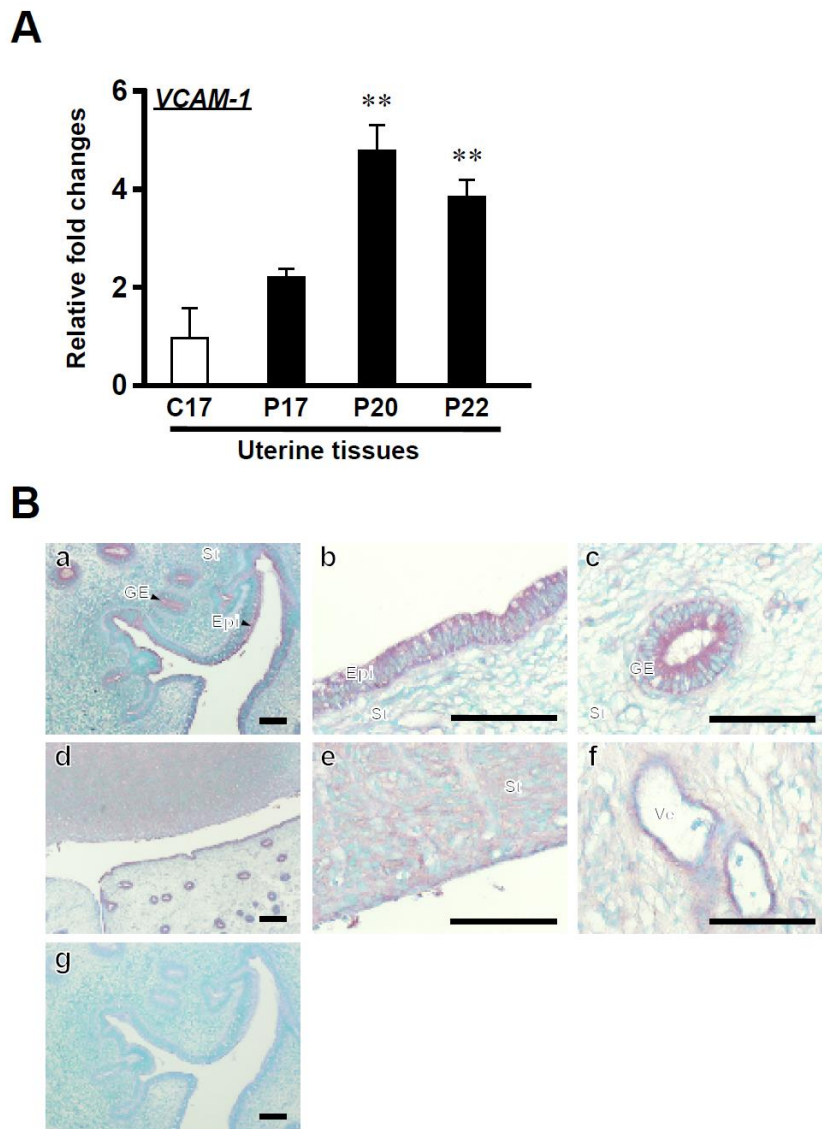 A
VCAM-1
Relative fold changes
6
4
2
0
**
**
C17 P17 P20 P22
Uterine tissues
B
a
St
GE
Epi
b
Epi
St
c
GE
St
d
e
St
f
Ve
g